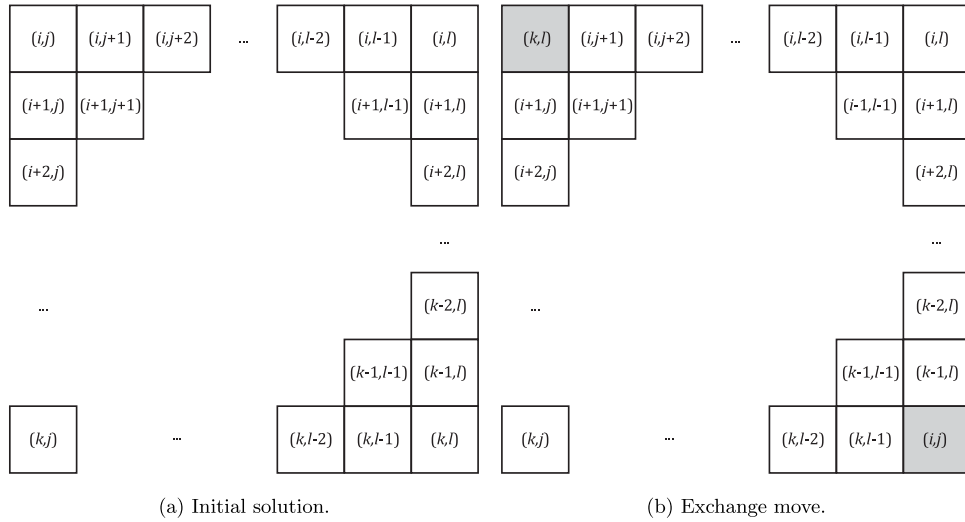 (i,j) (i,j+1) (i,j+2) ... (i,l-2) (i,l-1) (i,l) (k,l) (i,j+1) (i,j+2) ... (i,l-2) (i,l-1) (i,l)
(i+1,j) (i+1,j+1) (i+1,l-1) (i+1,l) (i+1,j) (i+1,j+1) (i-1,l-1) (i+1,l)
(i+2,j) (i+2,l) (i+2,j) (i+2,l)
... ...
... (k-2,l) ... (k-2,l)
(k-1,l-1) (k-1,l) (k-1,l-1) (k-1,l)
(k,j) ... (k,l-2) (k,l-1) (k,l) (k,j) ... (k,l-2) (k,l-1) (i,j)
(a) Initial solution. (b) Exchange move.